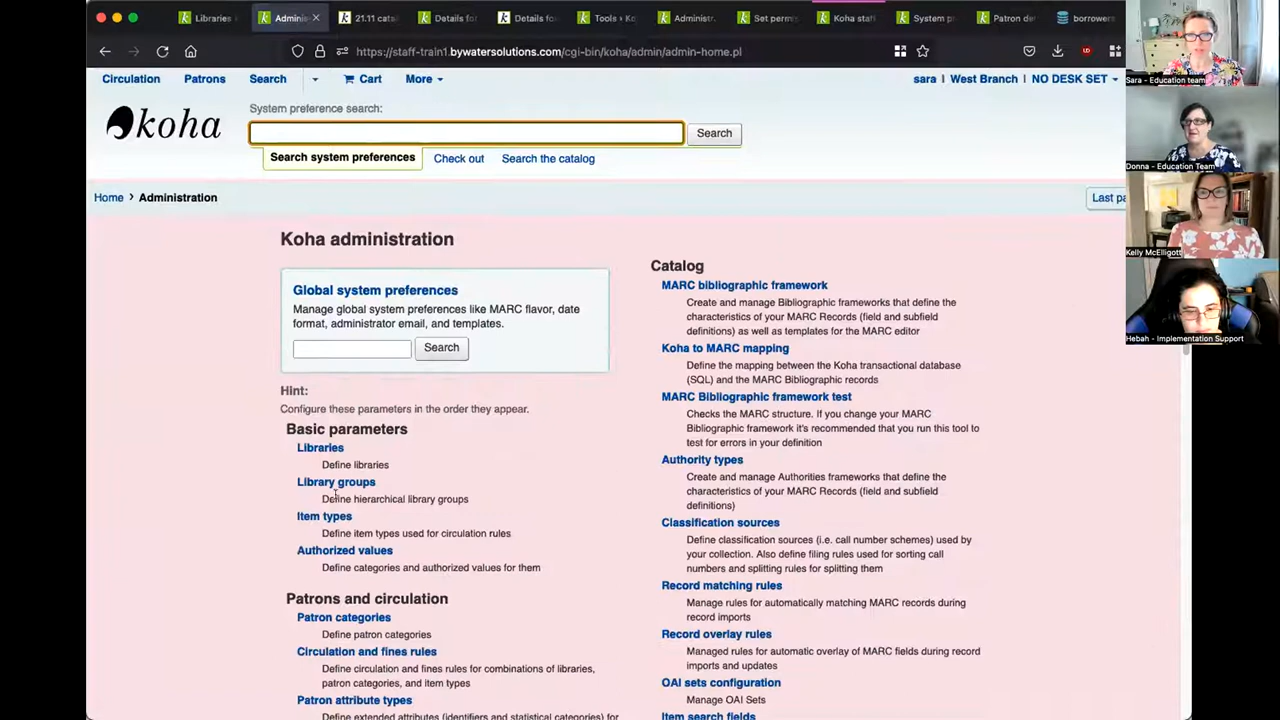 Libraries
Adminis
21.11 cata
Details for
Details fo
Tools › Ko
Administr
Set permi
Koha staff
System p
Patron det
borrowers
https://staff-train1.bywatersolutions.com/cgi-bin/koha/admin/admin-home.pl
Circulation Patrons Search Cart More
sara | West Branch | NO DESK SET
koha
System preference search:
Search
Search system preferences Check out Search the catalog
Home › Administration
Last pa
Koha administration
Global system preferences
Manage global system preferences like MARC flavor, date
format, administrator email, and templates.
Search
Hint:
Configure these parameters in the order they appear.
Basic parameters
Libraries
Define libraries
Library groups
Define hierarchical library groups
Item types
Define item types used for circulation rules
Authorized values
Define categories and authorized values for them
Patrons and circulation
Patron categories
Define patron categories
Circulation and fines rules
Define circulation and fines rules for combinations of libraries,
patron categories, and item types
Patron attribute types
Define extended attributes (identifiers and statistical categories) for
Catalog
MARC bibliographic framework
Create and manage Bibliographic frameworks that define the
characteristics of your MARC Records (field and subfield
definitions) as well as templates for the MARC editor
Koha to MARC mapping
Define the mapping between the Koha transactional database
(SQL) and the MARC Bibliographic records
MARC Bibliographic framework test
Checks the MARC structure. If you change your MARC
Bibliographic framework it's recommended that you run this tool to
test for errors in your definition
Authority types
Create and manage Authorities frameworks that define the
characteristics of your MARC Records (field and subfield
definitions)
Classification sources
Define classification sources (i.e. call number schemes) used by
your collection. Also define filing rules used for sorting call
numbers and splitting rules for splitting them
Record matching rules
Manage rules for automatically matching MARC records during
record imports
Record overlay rules
Managed rules for automatic overlay of MARC fields during record
imports and updates
OAI sets configuration
Manage OAI Sets
Item search fields
Sara - Education team
Donna - Education Team
Kelly McElligott
Hebah - Implementation Support